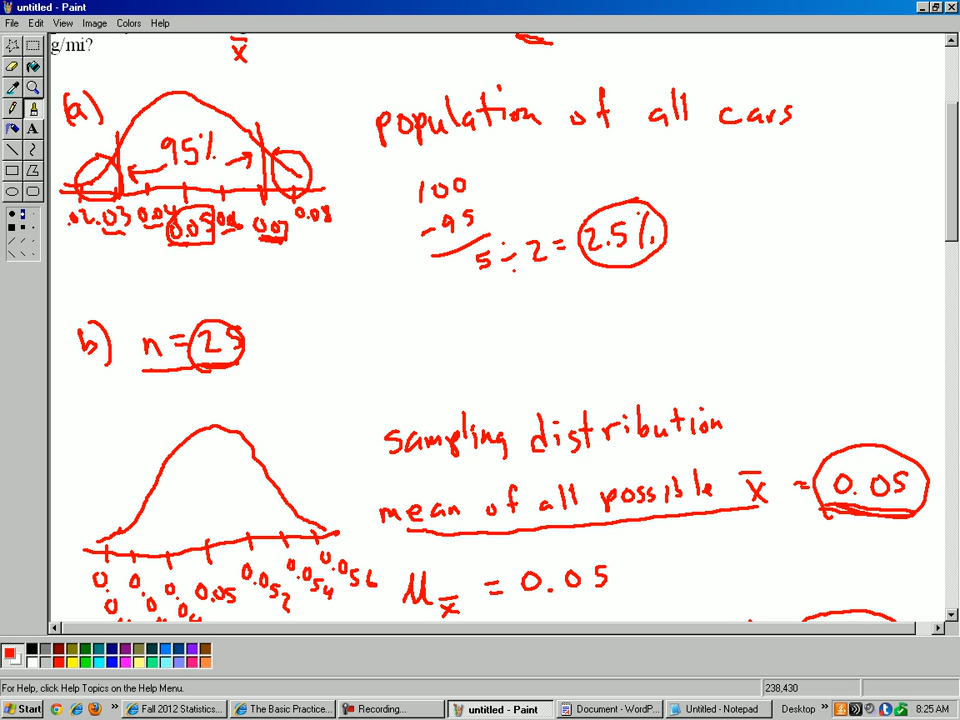 untitled - Paint
File Edit View Image Colors Help
g/mi?
x̄
(a)
95%
.02 .03 0.04 0.05 0.06 0.07 0.08
population of all cars
100
- 95
5 ÷ 2 = 2.5%
b) n = 25
sampling distribution
mean of all possible x̄ = 0.05
0.05 0.052 0.054 0.056
μx̄ = 0.05
For Help, click Help Topics on the Help Menu.
238,430
Start
Fall 2012 Statistics...
The Basic Practice...
Recording...
untitled - Paint
Document - WordP...
Untitled - Notepad
Desktop
8:25 AM